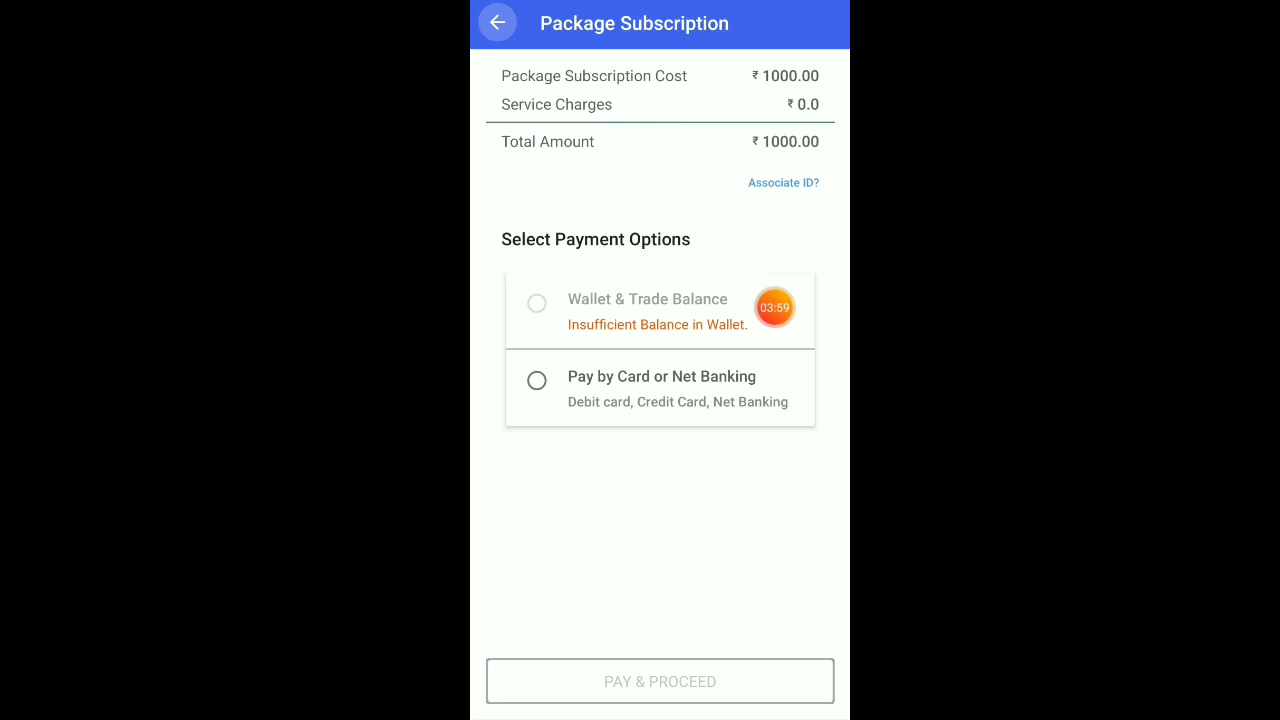 Package Subscription
Package Subscription Cost ₹ 1000.00
Service Charges ₹ 0.0
Total Amount ₹ 1000.00
Associate ID?
Select Payment Options
Wallet & Trade Balance
03:59
Insufficient Balance in Wallet.
Pay by Card or Net Banking
Debit card, Credit Card, Net Banking
PAY & PROCEED